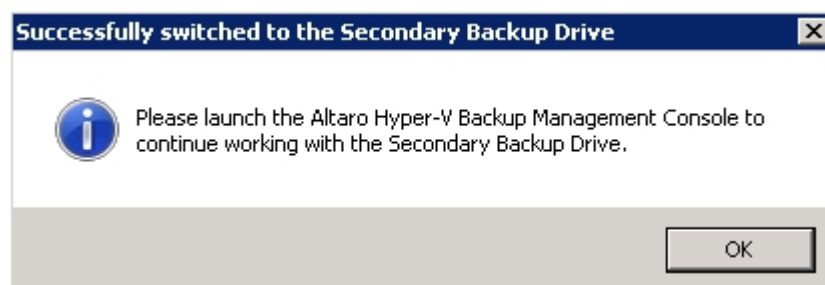 Successfully switched to the Secondary Backup Drive
Please launch the Altaro Hyper-V Backup Management Console to
continue working with the Secondary Backup Drive.
OK